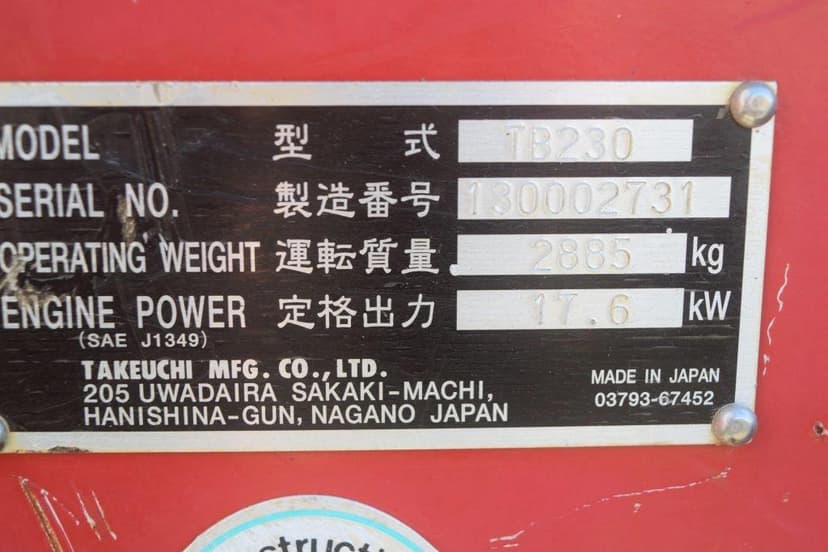 MODEL 型 式 TB230
SERIAL NO. 製造番号 130002731
OPERATING WEIGHT 運転質量 2885 kg
ENGINE POWER 定格出力 17.6 kW
(SAE J1349)
TAKEUCHI MFG. CO., LTD.
205 UWADAIRA SAKAKI-MACHI,
HANISHINA-GUN, NAGANO JAPAN
MADE IN JAPAN
03793-67452